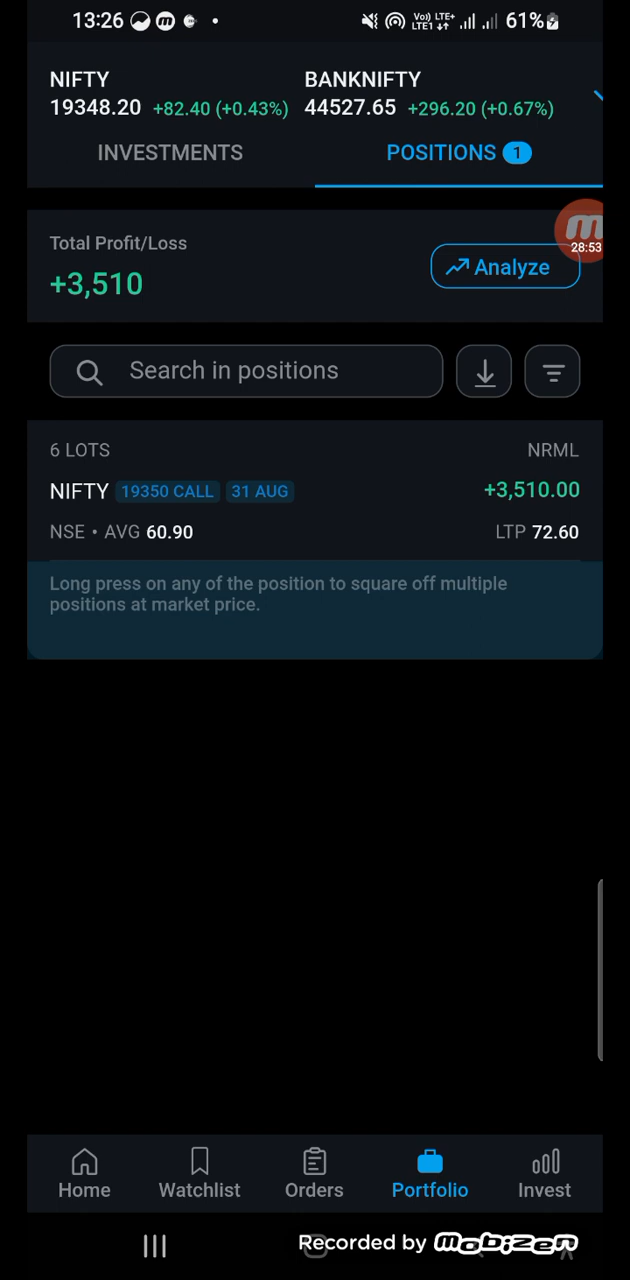 13:26 Vo) LTE+ LTE1 61%
NIFTY BANKNIFTY
19348.20 +82.40 (+0.43%) 44527.65 +296.20 (+0.67%)
INVESTMENTS POSITIONS 1
Total Profit/Loss
+3,510
Analyze
28:53
Search in positions
6 LOTS NRML
NIFTY 19350 CALL 31 AUG +3,510.00
NSE • AVG 60.90 LTP 72.60
Long press on any of the position to square off multiple
positions at market price.
Home Watchlist Orders Portfolio Invest
Recorded by mobizen